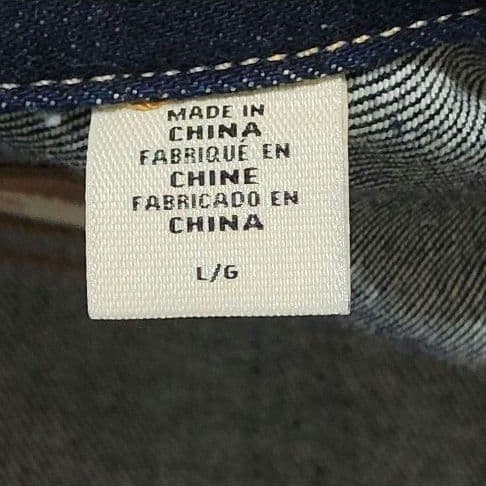 MADE IN
CHINA
FABRIQUÉ EN
CHINE
FABRICADO EN
CHINA
L/G